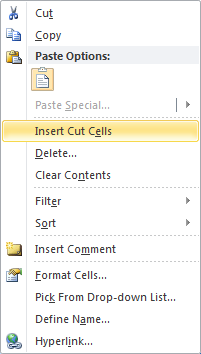 Cut
Copy
Paste Options:
Paste Special...
Insert Cut Cells
Delete...
Clear Contents
Filter
Sort
Insert Comment
Format Cells...
Pick From Drop-down List...
Define Name...
Hyperlink...